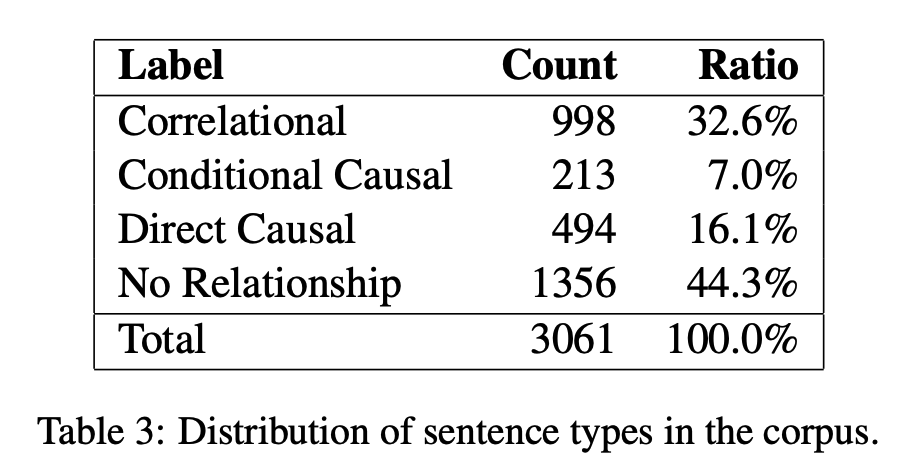 Label Count Ratio
Correlational 998 32.6%
Conditional Causal 213 7.0%
Direct Causal 494 16.1%
No Relationship 1356 44.3%
Total 3061 100.0%
Table 3: Distribution of sentence types in the corpus.